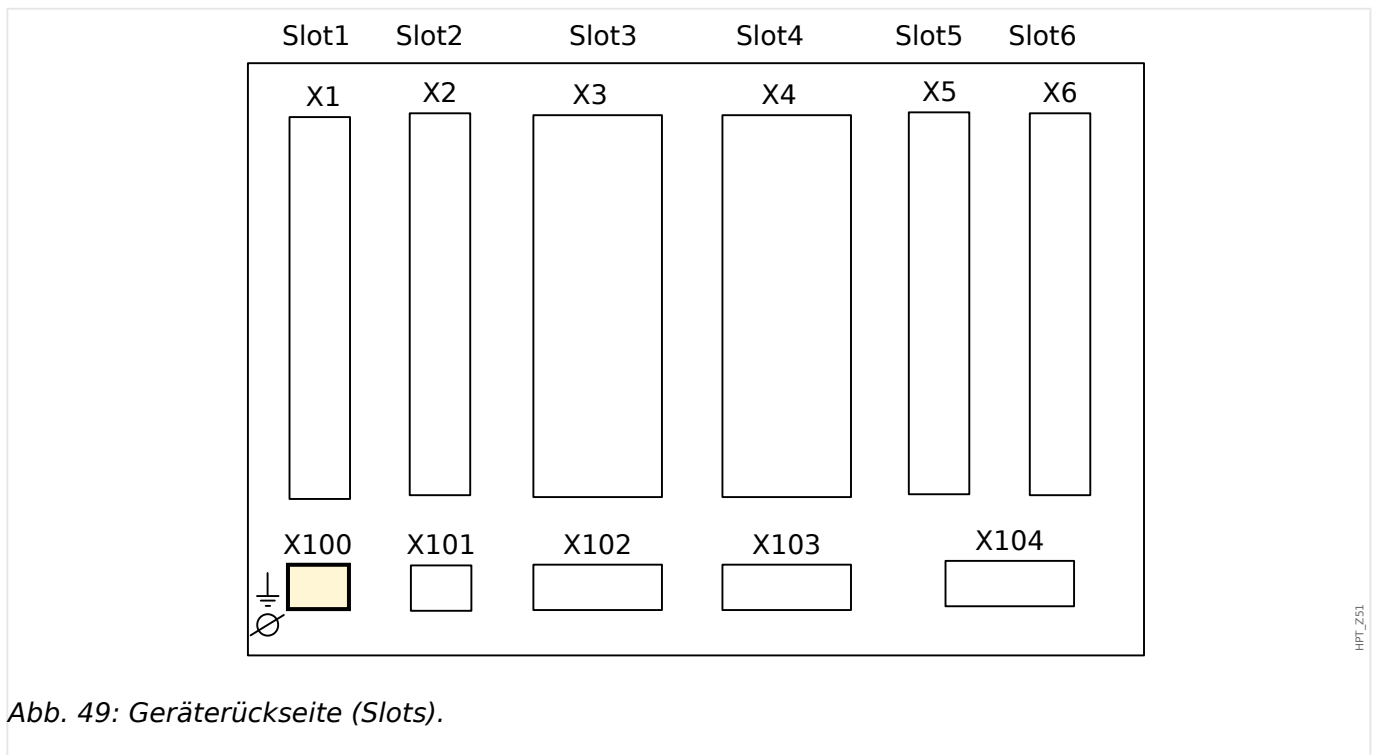 Slot1 Slot2 Slot3 Slot4 Slot5 Slot6
X1 X2 X3 X4 X5 X6
X100 X101 X102 X103 X104
HPT_Z51
Abb. 49: Geräterückseite (Slots).